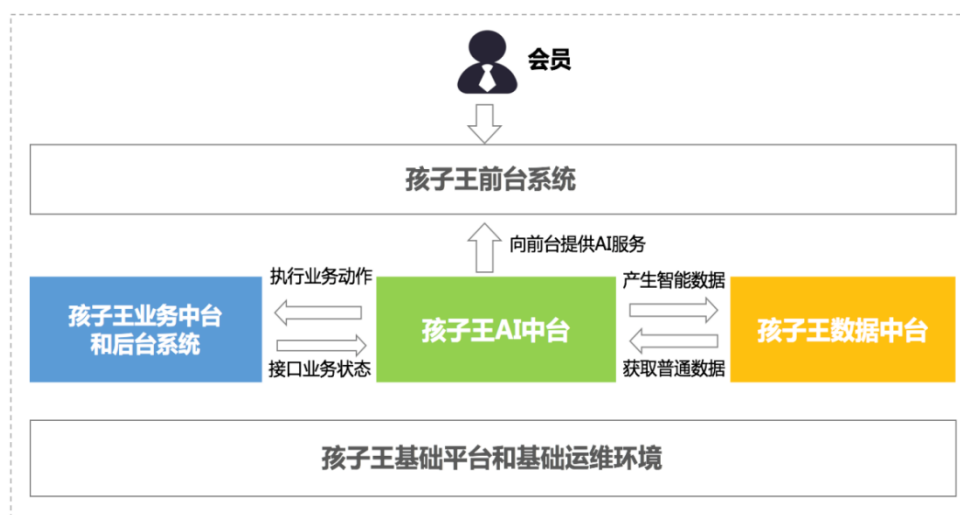 会员
孩子王前台系统
向前台提供AI服务
执行业务动作
产生智能数据
孩子王业务中台
和后台系统
孩子王AI中台
孩子王数据中台
接口业务状态
获取普通数据
孩子王基础平台和基础运维环境